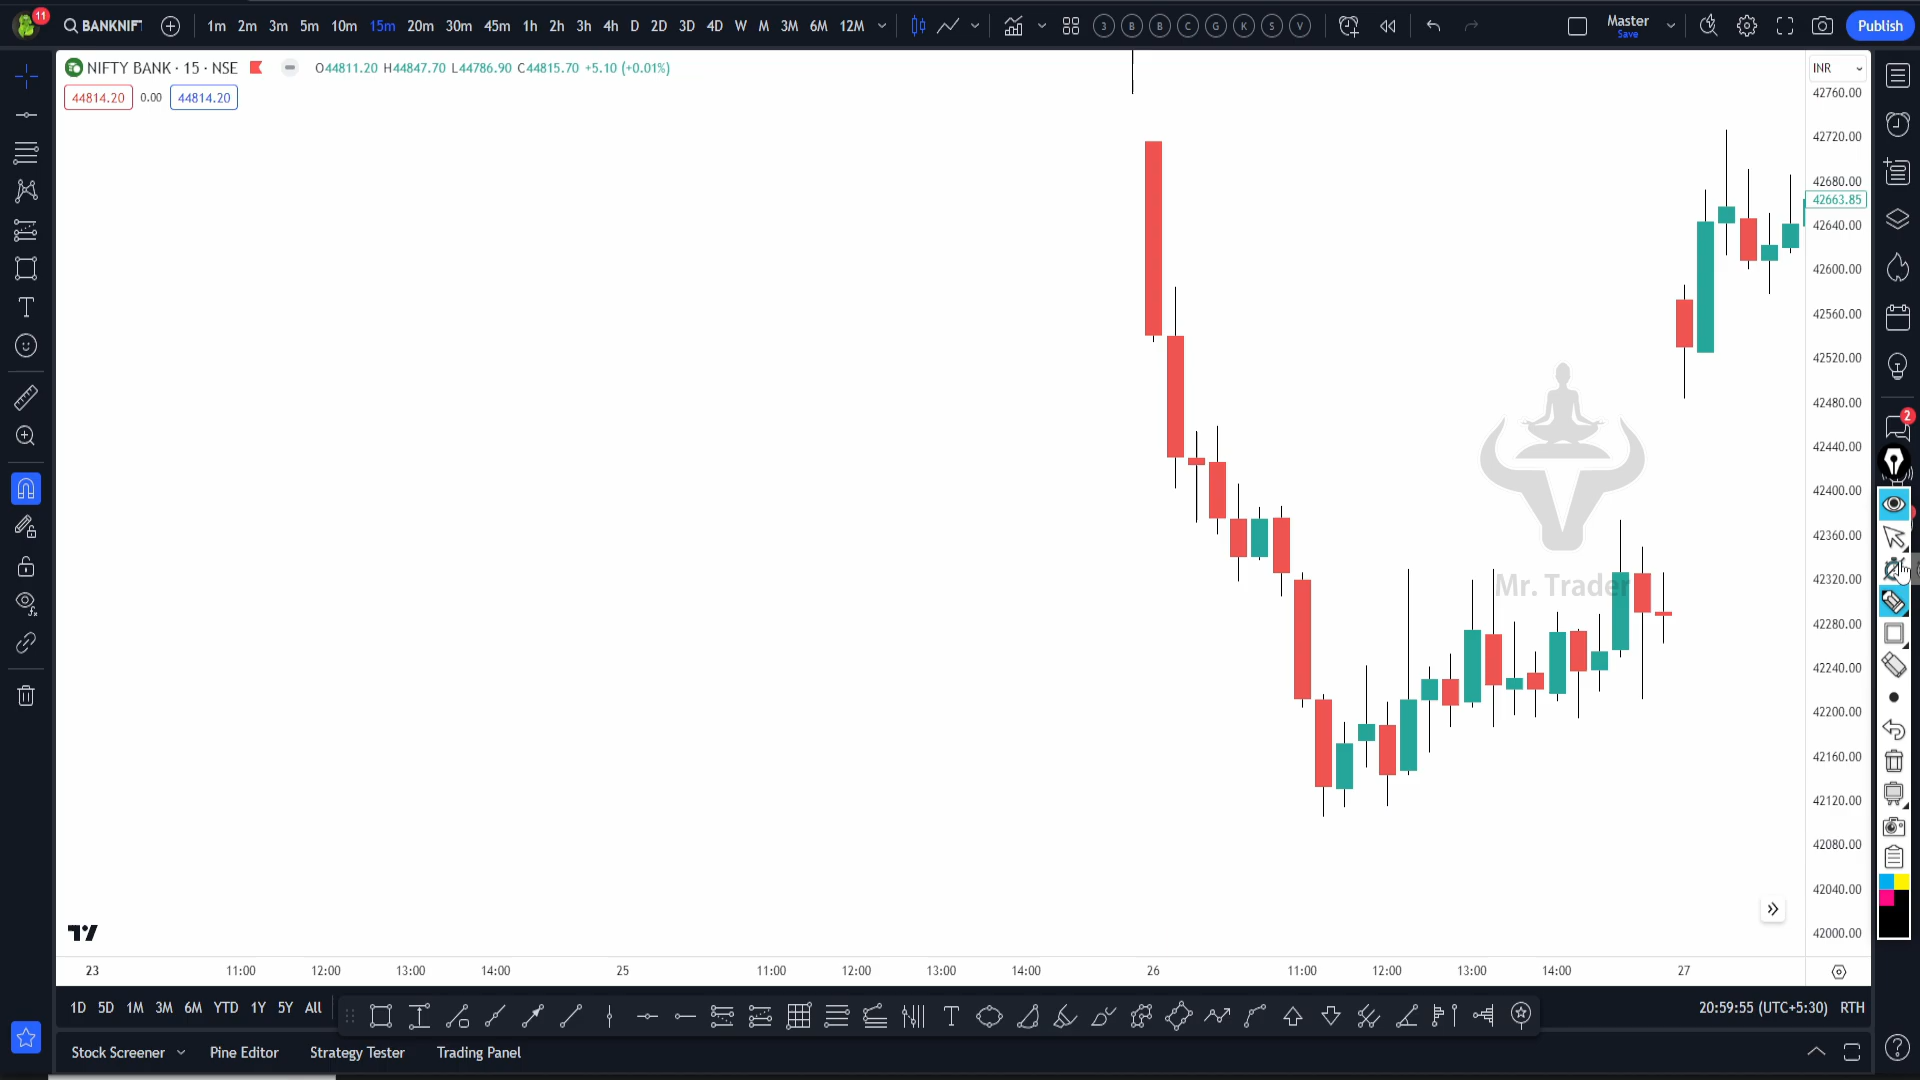 11
BANKNIF
1m 2m 3m 5m 10m 15m 20m 30m 45m 1h 2h 3h 4h D 2D 3D 4D W M 3M 6M 12M
3 B B C G K S V
Master
Save
Publish
NIFTY BANK · 15 · NSE
O44811.20 H44847.70 L44786.90 C44815.70 +5.10 (+0.01%)
44814.20 0.00 44814.20
INR
42760.00
42720.00
42680.00
42663.85
42640.00
42600.00
42560.00
42520.00
42480.00
42440.00
42400.00
42360.00
42320.00
42280.00
42240.00
42200.00
42160.00
42120.00
42080.00
42040.00
42000.00
2
Mr. Trader
23 11:00 12:00 13:00 14:00 25 11:00 12:00 13:00 14:00 26 11:00 12:00 13:00 14:00 27
1D 5D 1M 3M 6M YTD 1Y 5Y All
20:59:55 (UTC+5:30) RTH
Stock Screener Pine Editor Strategy Tester Trading Panel